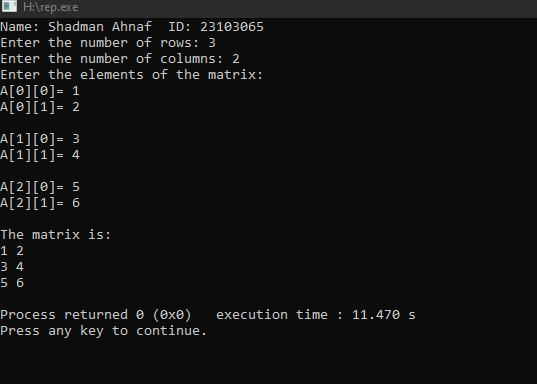 H:\rep.exe
Name: Shadman Ahnaf  ID: 23103065
Enter the number of rows: 3
Enter the number of columns: 2
Enter the elements of the matrix:
A[0][0]= 1
A[0][1]= 2
A[1][0]= 3
A[1][1]= 4
A[2][0]= 5
A[2][1]= 6
The matrix is:
1 2
3 4
5 6
Process returned 0 (0x0)   execution time : 11.470 s
Press any key to continue.